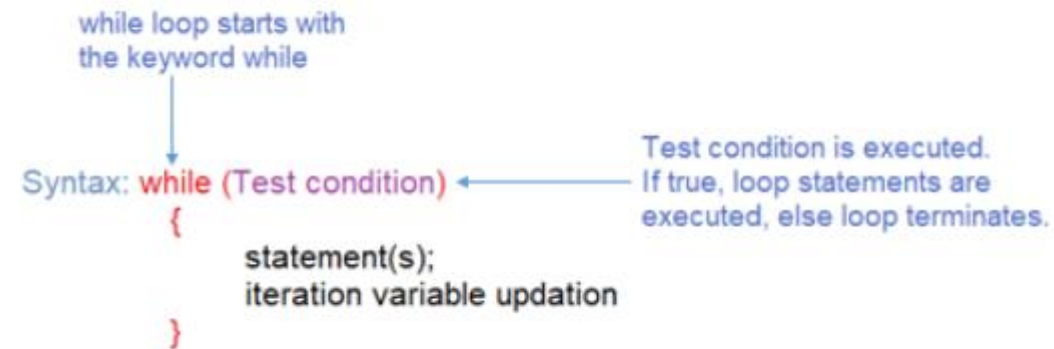 while loop starts with
the keyword while
Syntax: while (Test condition)
Test condition is executed.
If true, loop statements are
executed, else loop terminates.
{
statement(s);
iteration variable updation
}